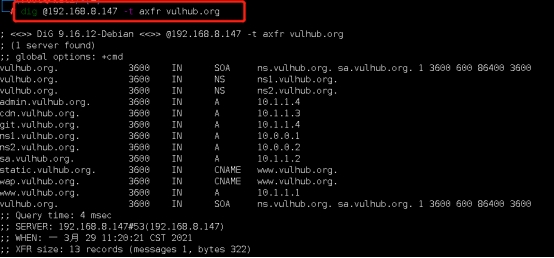 # dig @192.168.8.147 -t axfr vulhub.org
; <<>> DiG 9.16.12-Debian <<>> @192.168.8.147 -t axfr vulhub.org
; (1 server found)
;; global options: +cmd
vulhub.org. 3600 IN SOA ns.vulhub.org. sa.vulhub.org. 1 3600 600 86400 3600
vulhub.org. 3600 IN NS ns1.vulhub.org.
vulhub.org. 3600 IN NS ns2.vulhub.org.
admin.vulhub.org. 3600 IN A 10.1.1.4
cdn.vulhub.org. 3600 IN A 10.1.1.3
git.vulhub.org. 3600 IN A 10.1.1.4
ns1.vulhub.org. 3600 IN A 10.0.0.1
ns2.vulhub.org. 3600 IN A 10.0.0.2
sa.vulhub.org. 3600 IN A 10.1.1.2
static.vulhub.org. 3600 IN CNAME www.vulhub.org.
wap.vulhub.org. 3600 IN CNAME www.vulhub.org.
www.vulhub.org. 3600 IN A 10.1.1.1
vulhub.org. 3600 IN SOA ns.vulhub.org. sa.vulhub.org. 1 3600 600 86400 3600
;; Query time: 4 msec
;; SERVER: 192.168.8.147#53(192.168.8.147)
;; WHEN: 一 3月 29 11:20:21 CST 2021
;; XFR size: 13 records (messages 1, bytes 322)